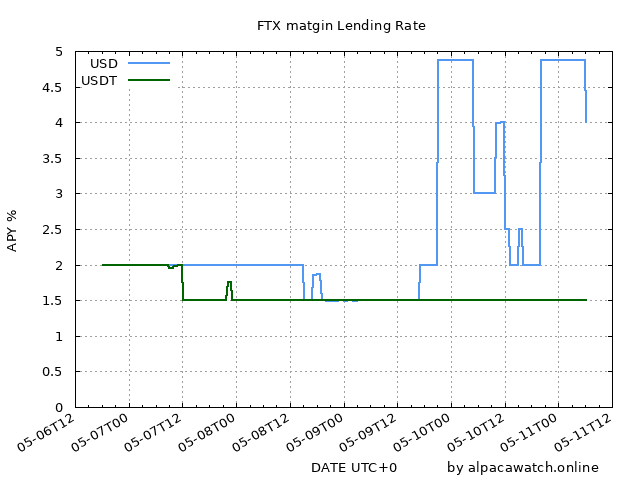 FTX matgin Lending Rate
USD
USDT
5
4.5
4
3.5
3
2.5
2
1.5
1
0.5
0
APY %
05-06T12
05-07T00
05-07T12
05-08T00
05-08T12
05-09T00
05-09T12
05-10T00
05-10T12
05-11T00
05-11T12
DATE UTC+0
by alpacawatch.online